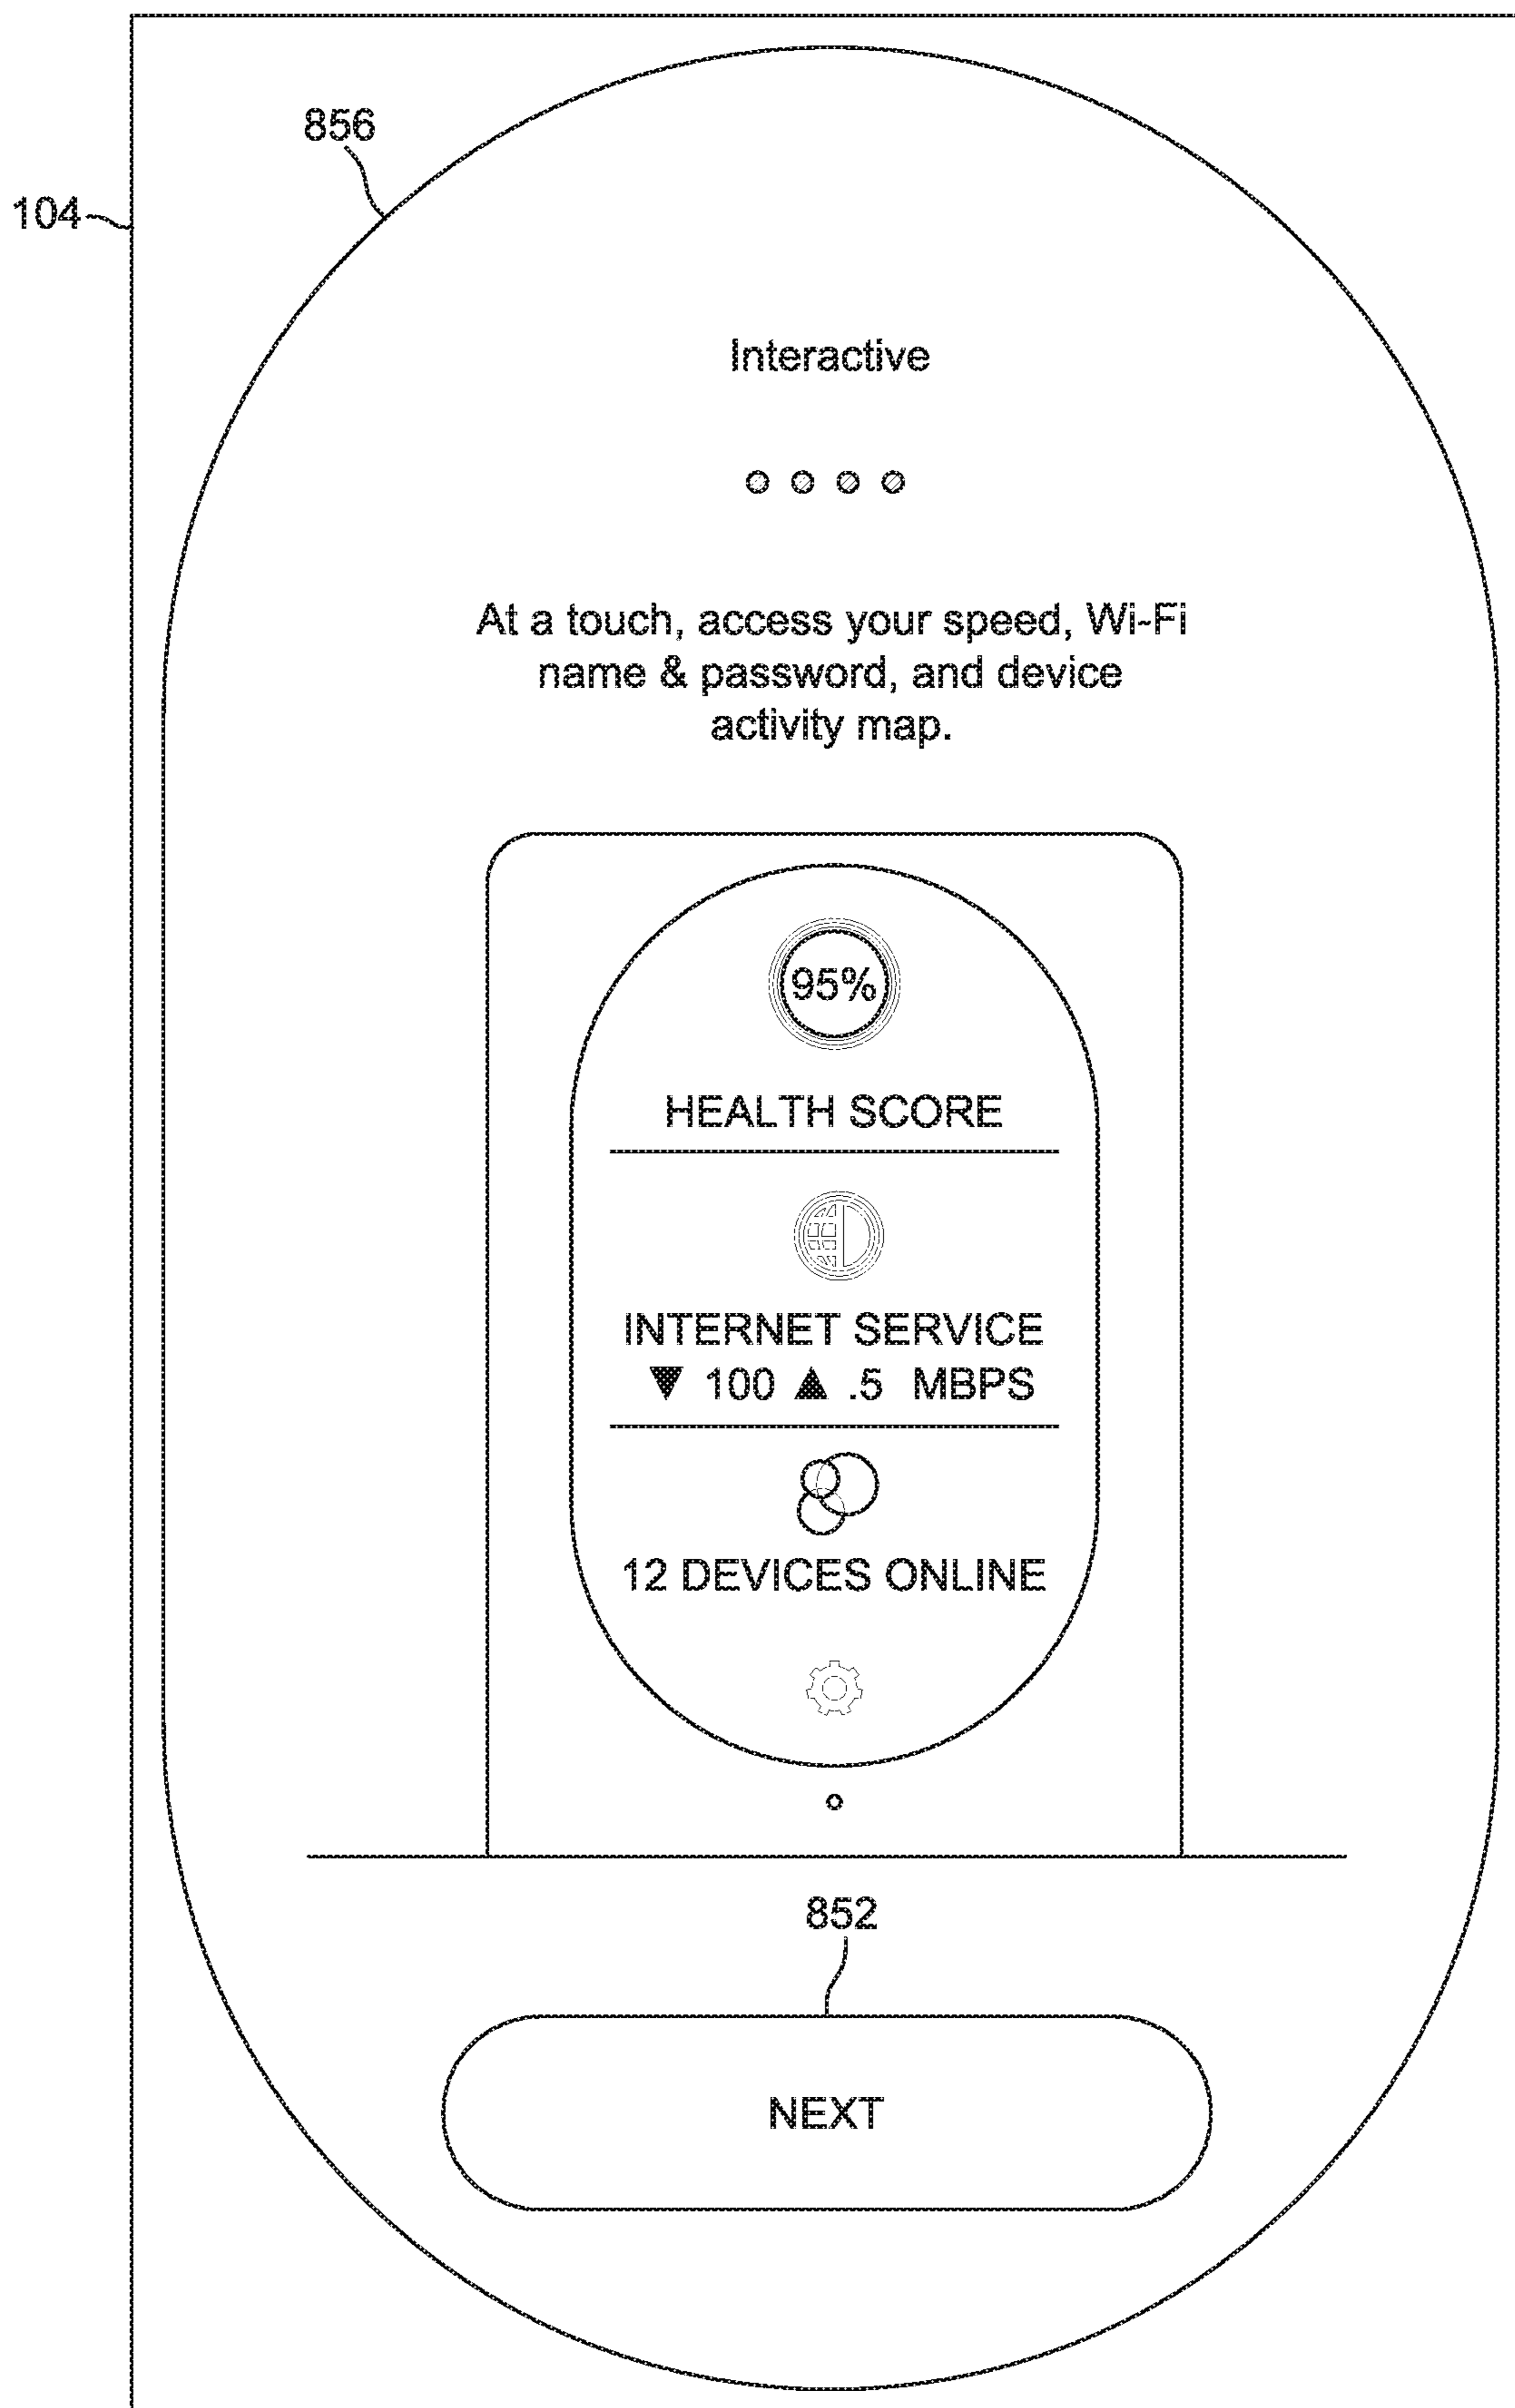 856
104
Interactive
At a touch, access your speed, Wi-Fi
name & password, and device
activity map.
95%
HEALTH SCORE
INTERNET SERVICE
▼ 100 ▲ .5 MBPS
12 DEVICES ONLINE
852
NEXT